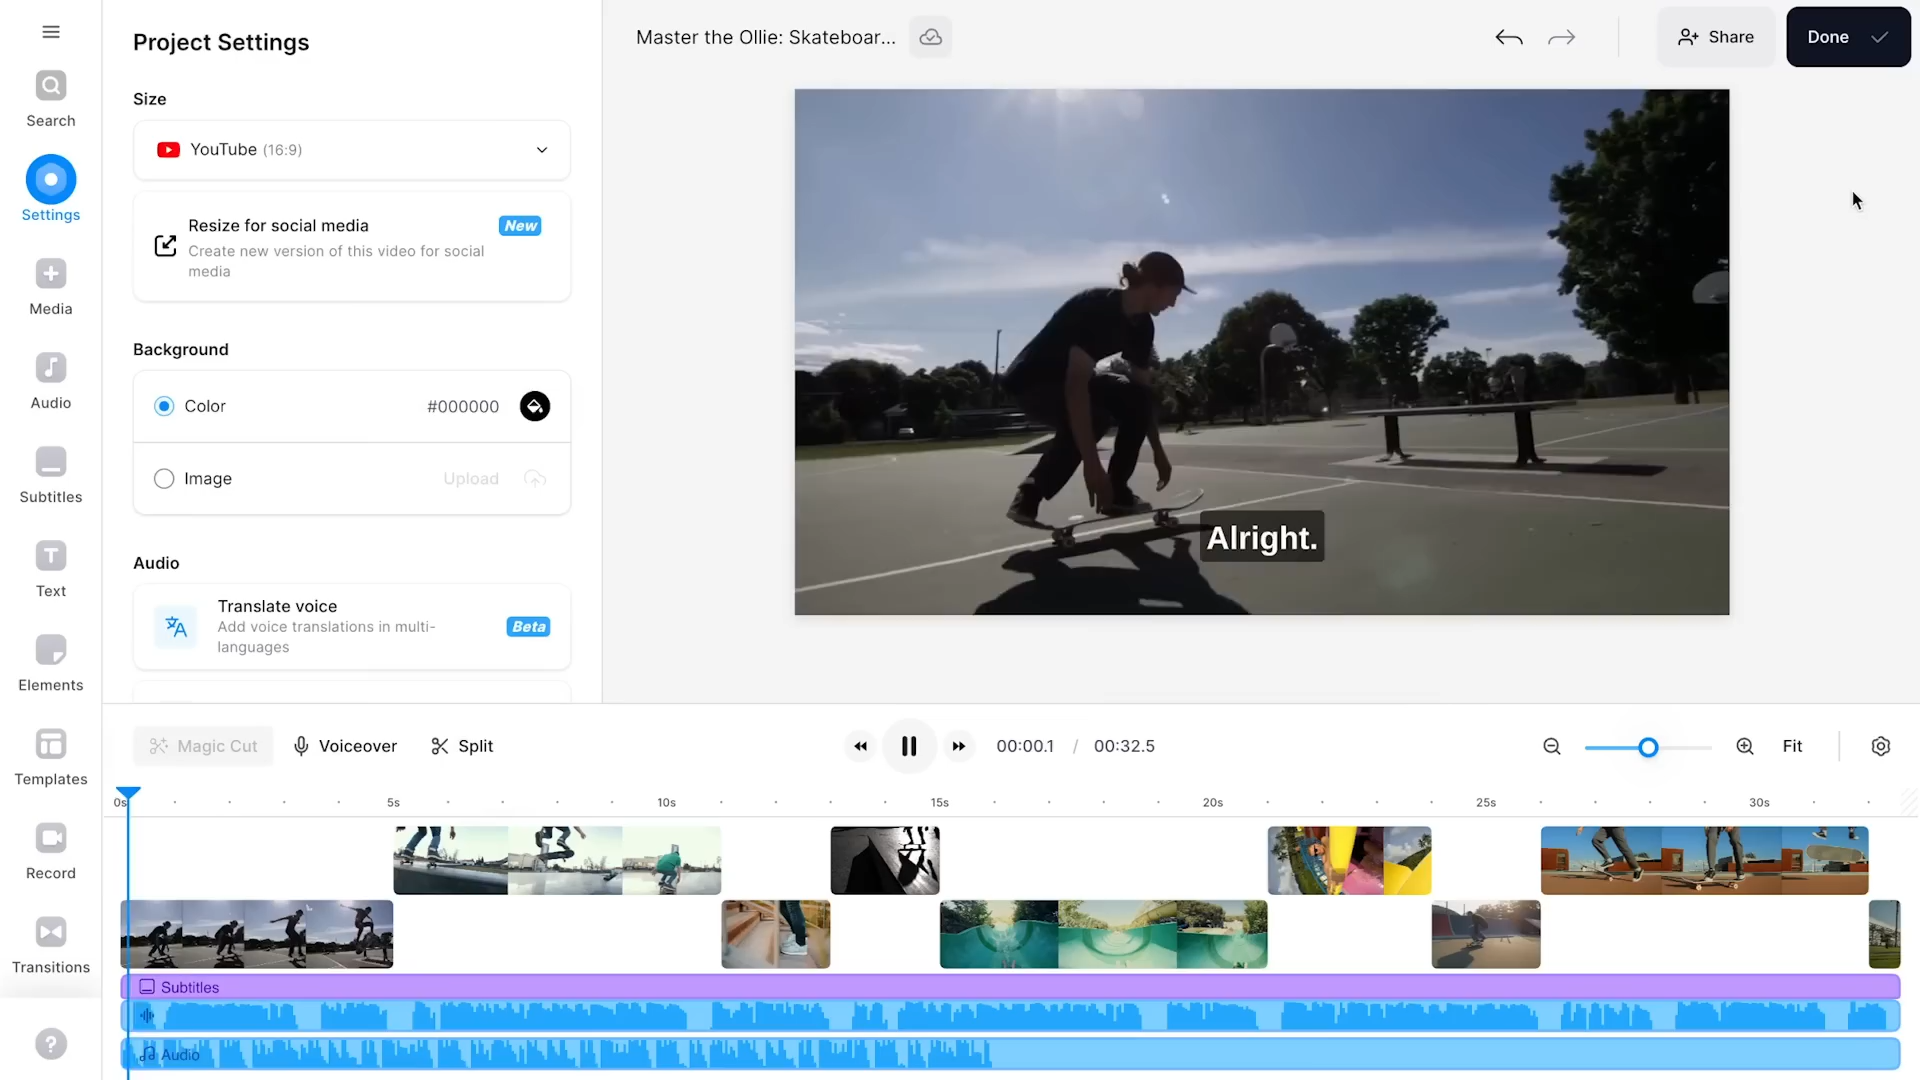 Search
Settings
Media
Audio
Subtitles
Text
Elements
Templates
Record
Transitions
?
Project Settings
Size
YouTube (16:9)
Resize for social media
New
Create new version of this video for social
media
Background
Color
#000000
Image
Upload
Audio
Translate voice
Add voice translations in multi-
languages
Beta
Master the Ollie: Skateboar...
Share
Done
Alright.
Magic Cut
Voiceover
Split
00:00.1 / 00:32.5
Fit
0s 5s 10s 15s 20s 25s 30s
Subtitles
Audio